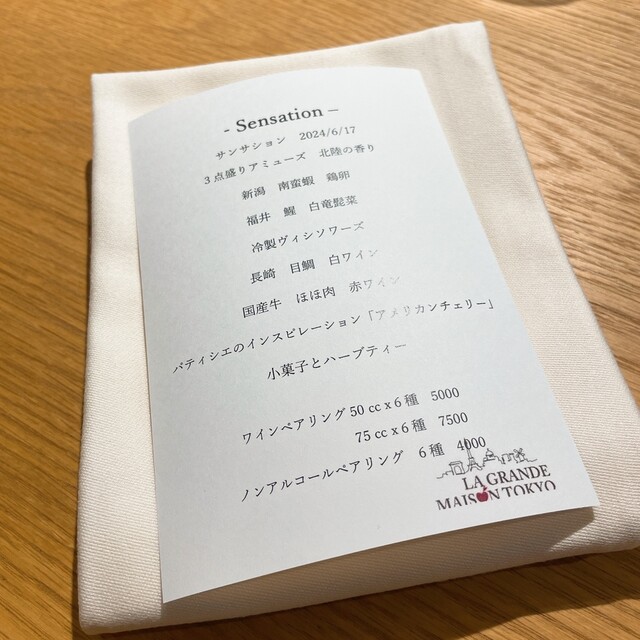 - Sensation –
サンサション 2024/6/17
3点盛りアミューズ 北陸の香り
新潟 南蛮蝦 鶏卵
福井 鰹 白竜髭菜
冷製ヴィシソワーズ
長崎 目鯛 白ワイン
国産牛 ほほ肉 赤ワイン
パティシエのインスピレーション「アメリカンチェリー」
小菓子とハーブティー
ワインペアリング 50 cc x 6 種 5000
75 cc x 6 種 7500
ノンアルコールペアリング 6 種 4000
LA GRANDE
MAISON TOKYO